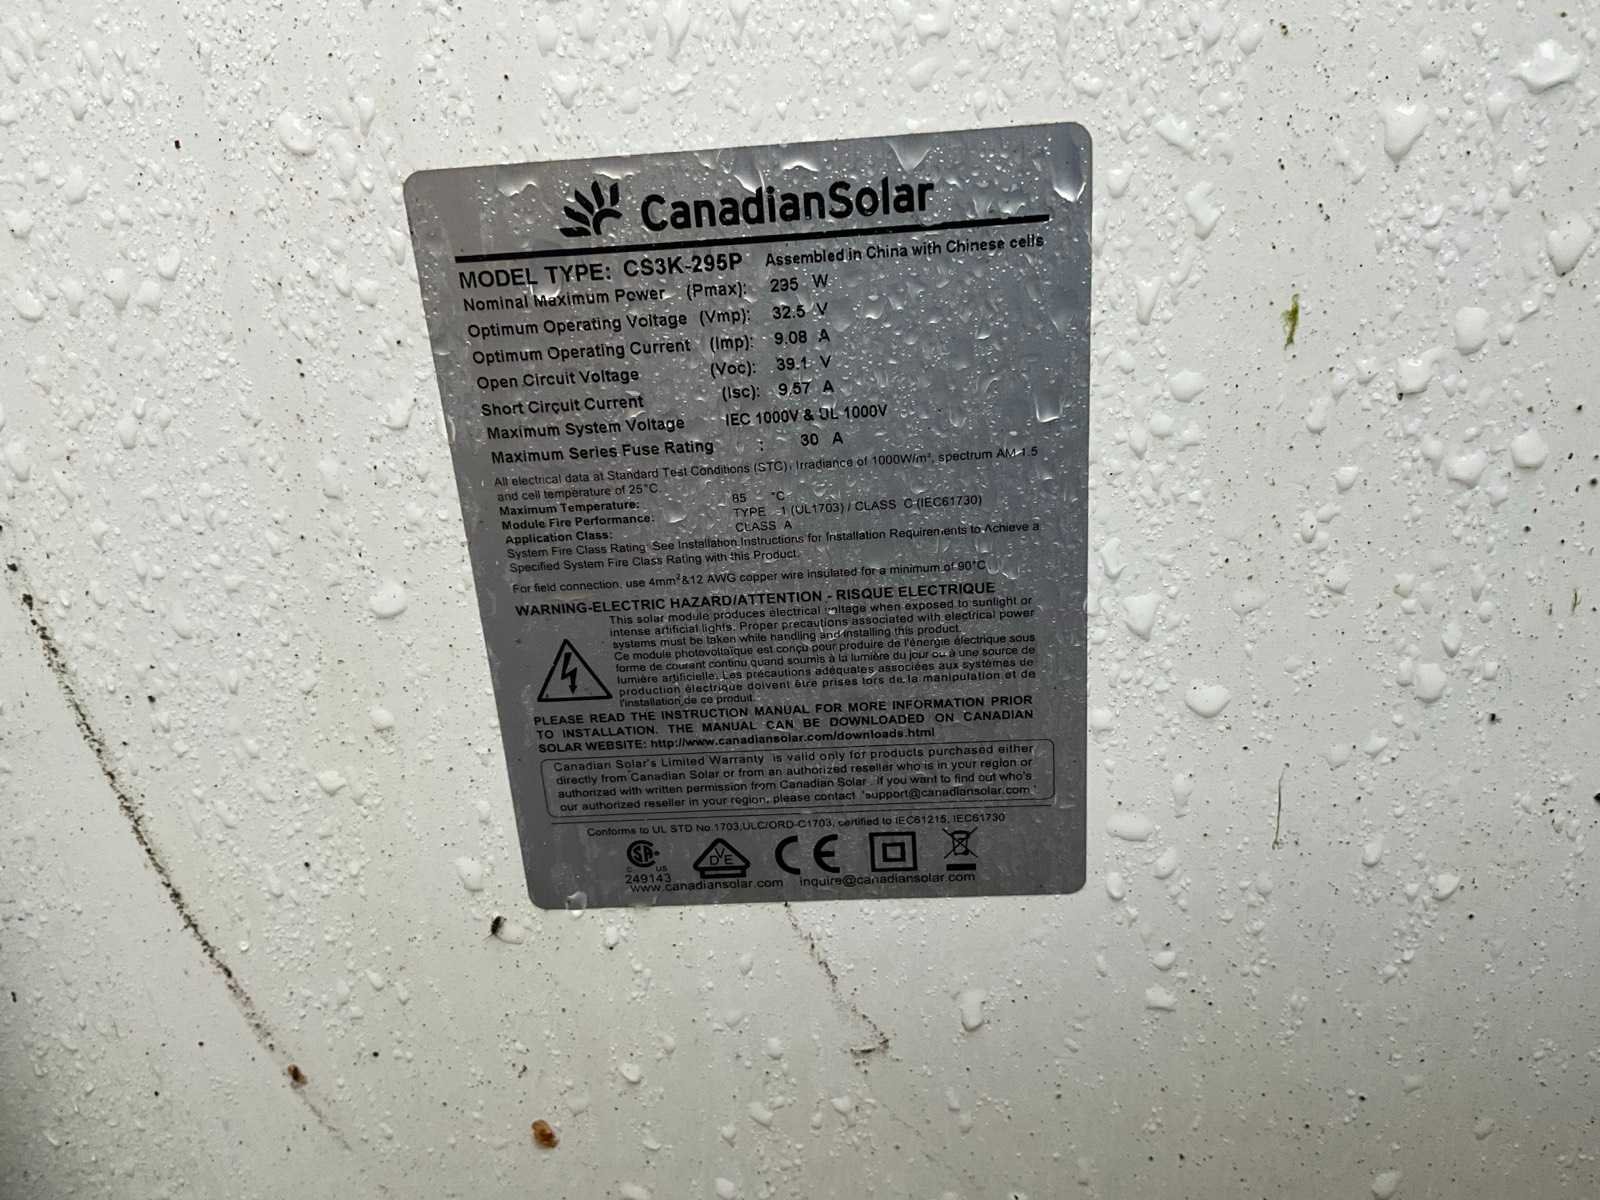 CanadianSolar
MODEL TYPE: CS3K-295P Assembled in China with Chinese cells
Nominal Maximum Power (Pmax): 295 W
Optimum Operating Voltage (Vmp): 32.5 V
Optimum Operating Current (Imp): 9.08 A
Open Circuit Voltage (Voc): 39.1 V
Short Circuit Current (Isc): 9.57 A
Maximum System Voltage IEC 1000V & UL 1000V
Maximum Series Fuse Rating : 30 A
All electrical data at Standard Test Conditions (STC), Irradiance of 1000W/m², spectrum AM 1.5
and cell temperature of 25°C.
Maximum Temperature: 85 °C
Module Fire Performance: TYPE 1 (UL1703) / CLASS C (IEC61730)
Application Class: CLASS A
System Fire Class Rating: See Installation Instructions for Installation Requirements to Achieve a
Specified System Fire Class Rating with this Product.
For field connection, use 4mm²&12 AWG copper wire insulated for a minimum of 90°C.
WARNING-ELECTRIC HAZARD/ATTENTION - RISQUE ELECTRIQUE
This solar module produces electrical voltage when exposed to sunlight or
intense artificial lights. Proper precautions associated with electrical power
systems must be taken while handling and installing this product.
Ce module photovoltaïque est conçu pour produire de l'énergie électrique sous
forme de courant continu quand soumis à la lumière du jour ou à une source de
lumière artificielle. Les précautions adéquates associées aux systèmes de
production électrique doivent être prises lors de la manipulation et de
l'installation de ce produit.
PLEASE READ THE INSTRUCTION MANUAL FOR MORE INFORMATION PRIOR
TO INSTALLATION. THE MANUAL CAN BE DOWNLOADED ON CANADIAN
SOLAR WEBSITE: http://www.canadiansolar.com/downloads.html
Canadian Solar's Limited Warranty is valid only for products purchased either
directly from Canadian Solar or from an authorized reseller who is in your region or
authorized with written permission from Canadian Solar. if you want to find out who's
our authorized reseller in your region, please contact 'support@canadiansolar.com'
Conforms to UL STD No.1703,ULC/ORD-C1703, certified to IEC61215, IEC61730
C SA US VDE CE
249143
www.canadiansolar.com inquire@canadiansolar.com